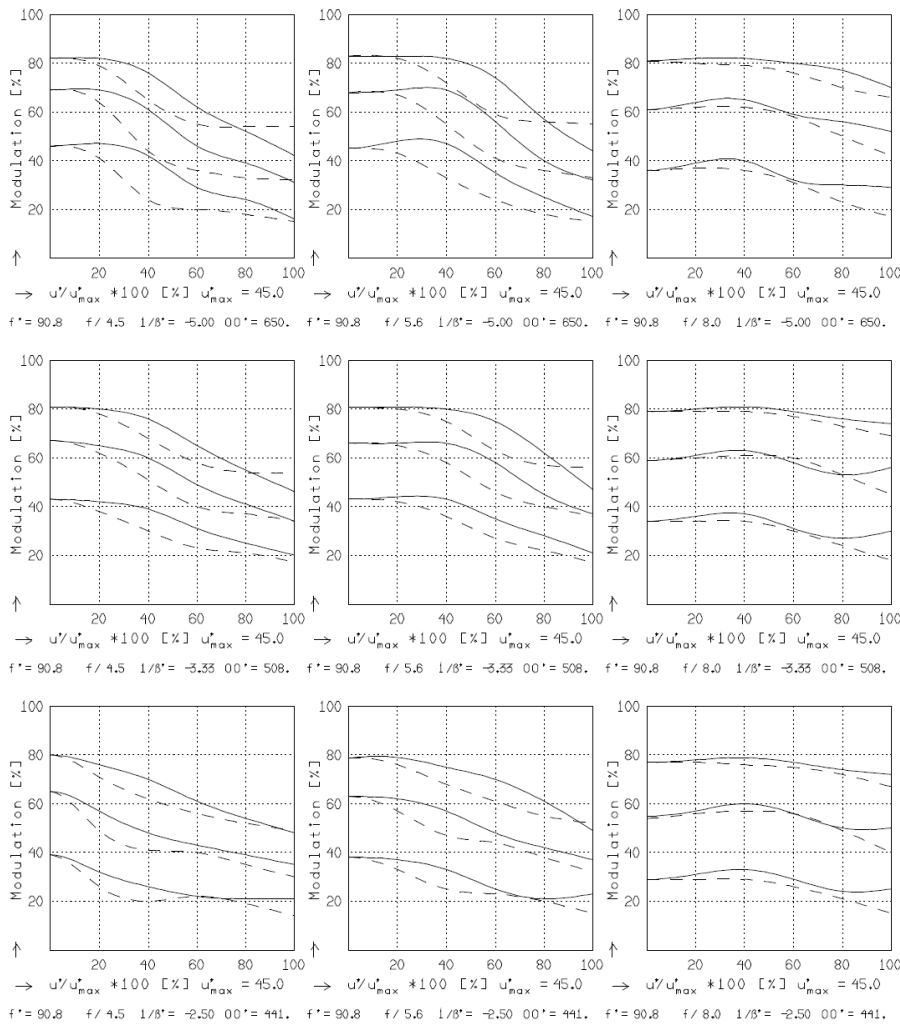 100
80
60
40
20
Modulation [%]
20 40 60 80 100
u'/u'max *100 [%] u'max = 45.0
f' = 90.8 f/ 4.5 1/ß' = -5.00 OO' = 650.
100
80
60
40
20
Modulation [%]
20 40 60 80 100
u'/u'max *100 [%] u'max = 45.0
f' = 90.8 f/ 5.6 1/ß' = -5.00 OO' = 650.
100
80
60
40
20
Modulation [%]
20 40 60 80 100
u'/u'max *100 [%] u'max = 45.0
f' = 90.8 f/ 8.0 1/ß' = -5.00 OO' = 650.
100
80
60
40
20
Modulation [%]
20 40 60 80 100
u'/u'max *100 [%] u'max = 45.0
f' = 90.8 f/ 4.5 1/ß' = -3.33 OO' = 508.
100
80
60
40
20
Modulation [%]
20 40 60 80 100
u'/u'max *100 [%] u'max = 45.0
f' = 90.8 f/ 5.6 1/ß' = -3.33 OO' = 508.
100
80
60
40
20
Modulation [%]
20 40 60 80 100
u'/u'max *100 [%] u'max = 45.0
f' = 90.8 f/ 8.0 1/ß' = -3.33 OO' = 508.
100
80
60
40
20
Modulation [%]
20 40 60 80 100
u'/u'max *100 [%] u'max = 45.0
f' = 90.8 f/ 4.5 1/ß' = -2.50 OO' = 441.
100
80
60
40
20
Modulation [%]
20 40 60 80 100
u'/u'max *100 [%] u'max = 45.0
f' = 90.8 f/ 5.6 1/ß' = -2.50 OO' = 441.
100
80
60
40
20
Modulation [%]
20 40 60 80 100
u'/u'max *100 [%] u'max = 45.0
f' = 90.8 f/ 8.0 1/ß' = -2.50 OO' = 441.